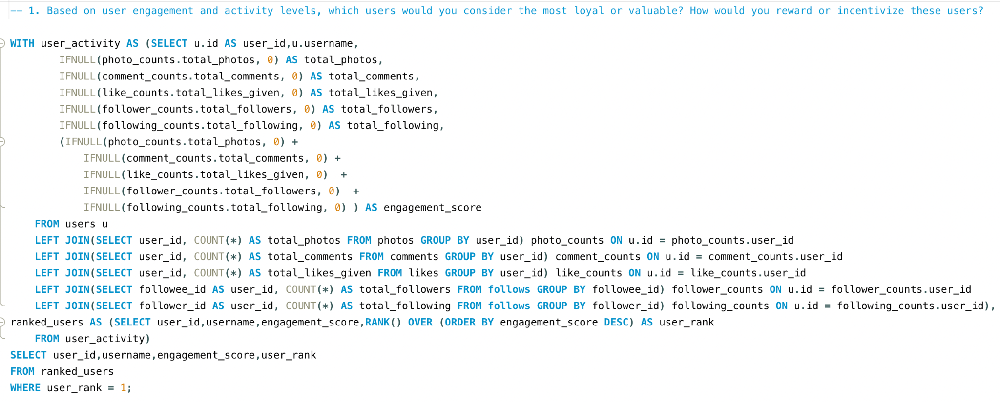 -- 1. Based on user engagement and activity levels, which users would you consider the most loyal or valuable? How would you reward or incentivize these users?
WITH user_activity AS (SELECT u.id AS user_id,u.username,
IFNULL(photo_counts.total_photos, 0) AS total_photos,
IFNULL(comment_counts.total_comments, 0) AS total_comments,
IFNULL(like_counts.total_likes_given, 0) AS total_likes_given,
IFNULL(follower_counts.total_followers, 0) AS total_followers,
IFNULL(following_counts.total_following, 0) AS total_following,
(IFNULL(photo_counts.total_photos, 0) +
IFNULL(comment_counts.total_comments, 0) +
IFNULL(like_counts.total_likes_given, 0)  +
IFNULL(follower_counts.total_followers, 0)  +
IFNULL(following_counts.total_following, 0) ) AS engagement_score
FROM users u
LEFT JOIN(SELECT user_id, COUNT(*) AS total_photos FROM photos GROUP BY user_id) photo_counts ON u.id = photo_counts.user_id
LEFT JOIN(SELECT user_id, COUNT(*) AS total_comments FROM comments GROUP BY user_id) comment_counts ON u.id = comment_counts.user_id
LEFT JOIN(SELECT user_id, COUNT(*) AS total_likes_given FROM likes GROUP BY user_id) like_counts ON u.id = like_counts.user_id
LEFT JOIN(SELECT followee_id AS user_id, COUNT(*) AS total_followers FROM follows GROUP BY followee_id) follower_counts ON u.id = follower_counts.user_id
LEFT JOIN(SELECT follower_id AS user_id, COUNT(*) AS total_following FROM follows GROUP BY follower_id) following_counts ON u.id = following_counts.user_id),
ranked_users AS (SELECT user_id,username,engagement_score,RANK() OVER (ORDER BY engagement_score DESC) AS user_rank
FROM user_activity)
SELECT user_id,username,engagement_score,user_rank
FROM ranked_users
WHERE user_rank = 1;